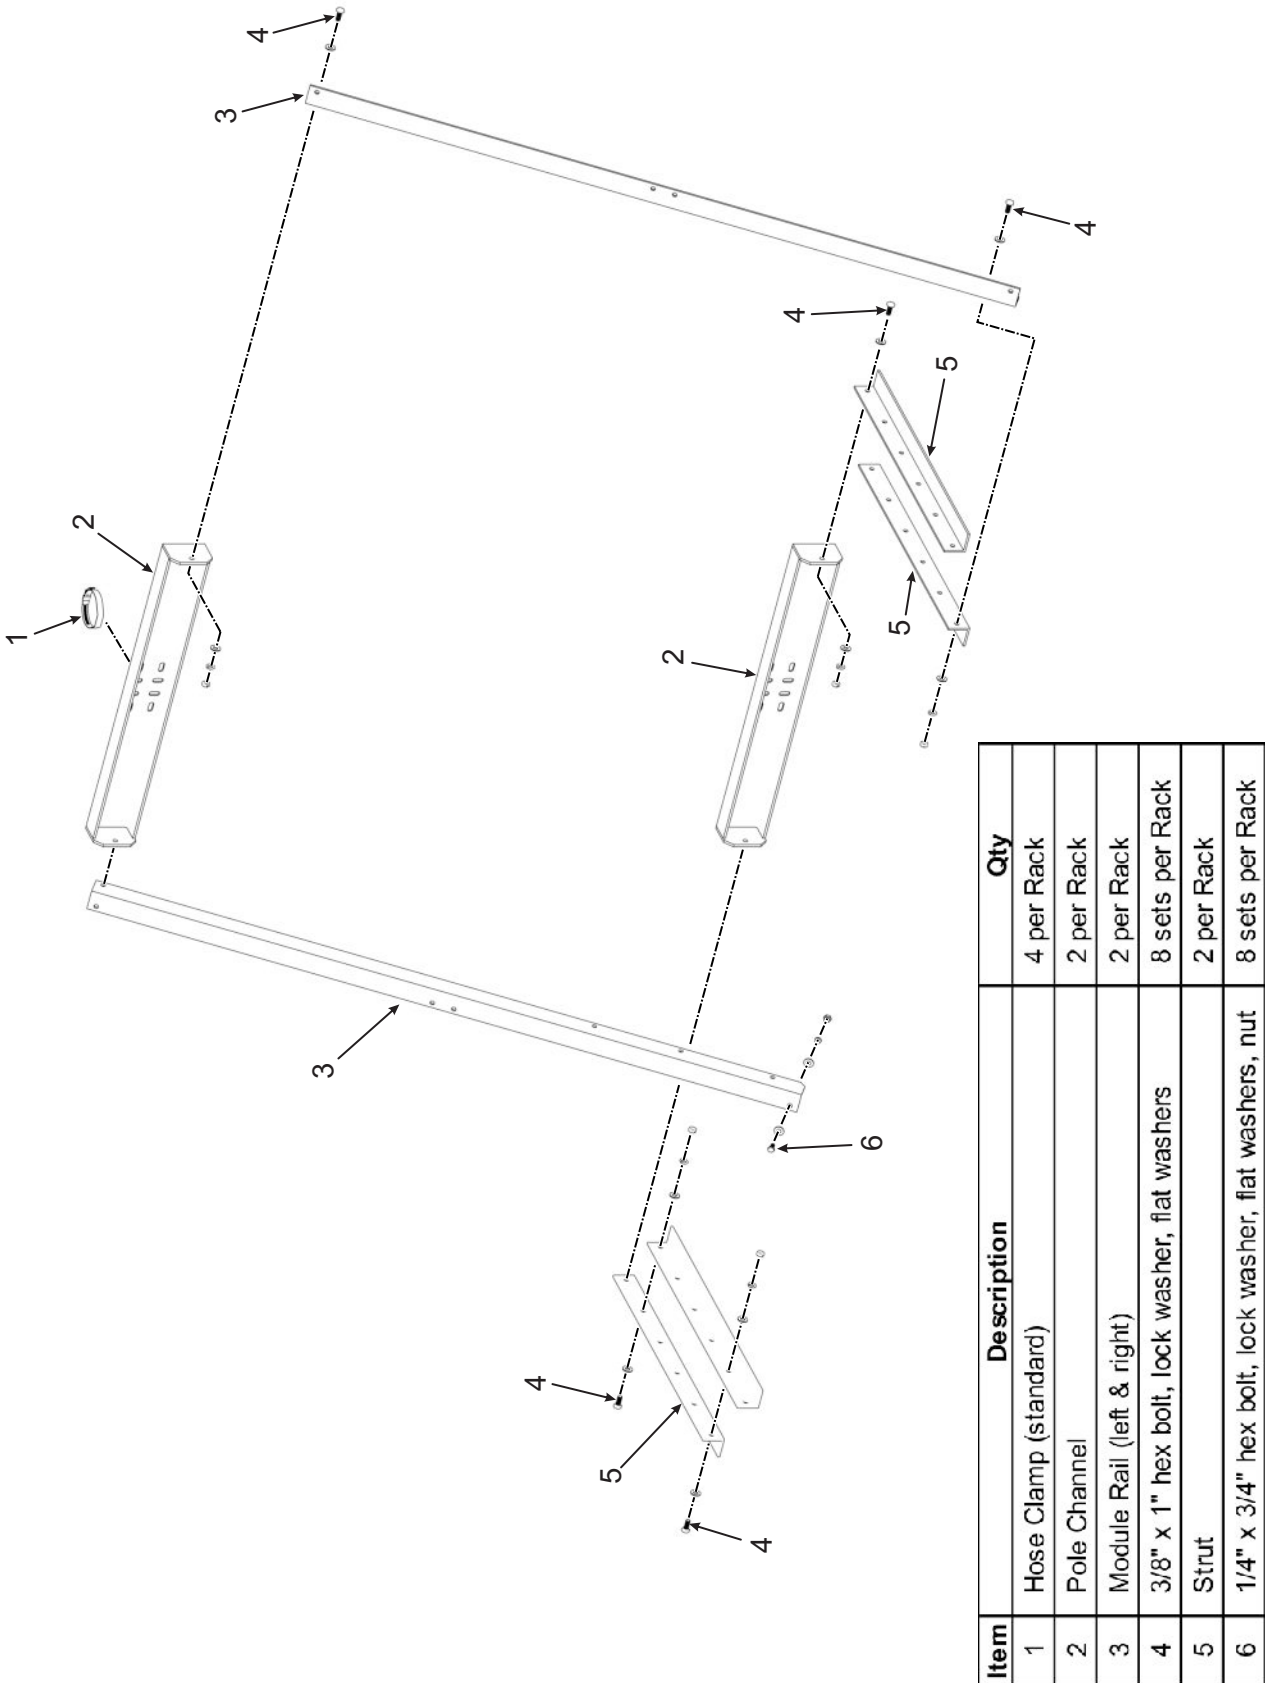 4
3
4
4
5
2
1
5
2
3
6
4
5
4
Item Description Qty
1 Hose Clamp (standard) 4 per Rack
2 Pole Channel 2 per Rack
3 Module Rail (left & right) 2 per Rack
4 3/8" x 1" hex bolt, lock washer, flat washers 8 sets per Rack
5 Strut 2 per Rack
6 1/4" x 3/4" hex bolt, lock washer, flat washers, nut 8 sets per Rack